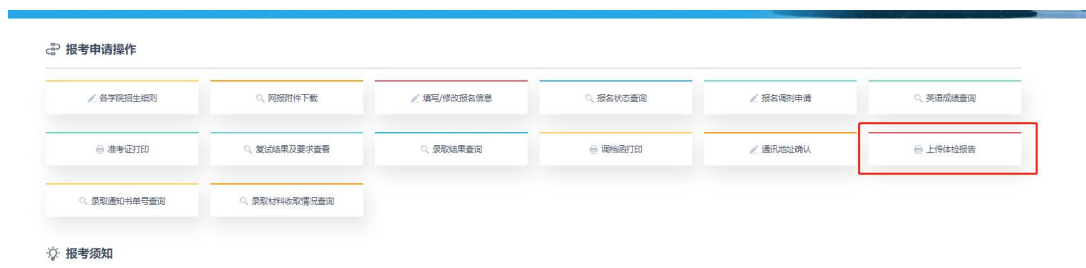 报考申请操作
各学院招生细则 网报附件下载 填写/修改报名信息 报名状态查询 报名调剂申请 英语成绩查询
准考证打印 复试结果及要求查看 录取结果查询 调档函打印 通讯地址确认 上传体检报告
录取通知书单号查询 录取材料收取情况查询
报考须知